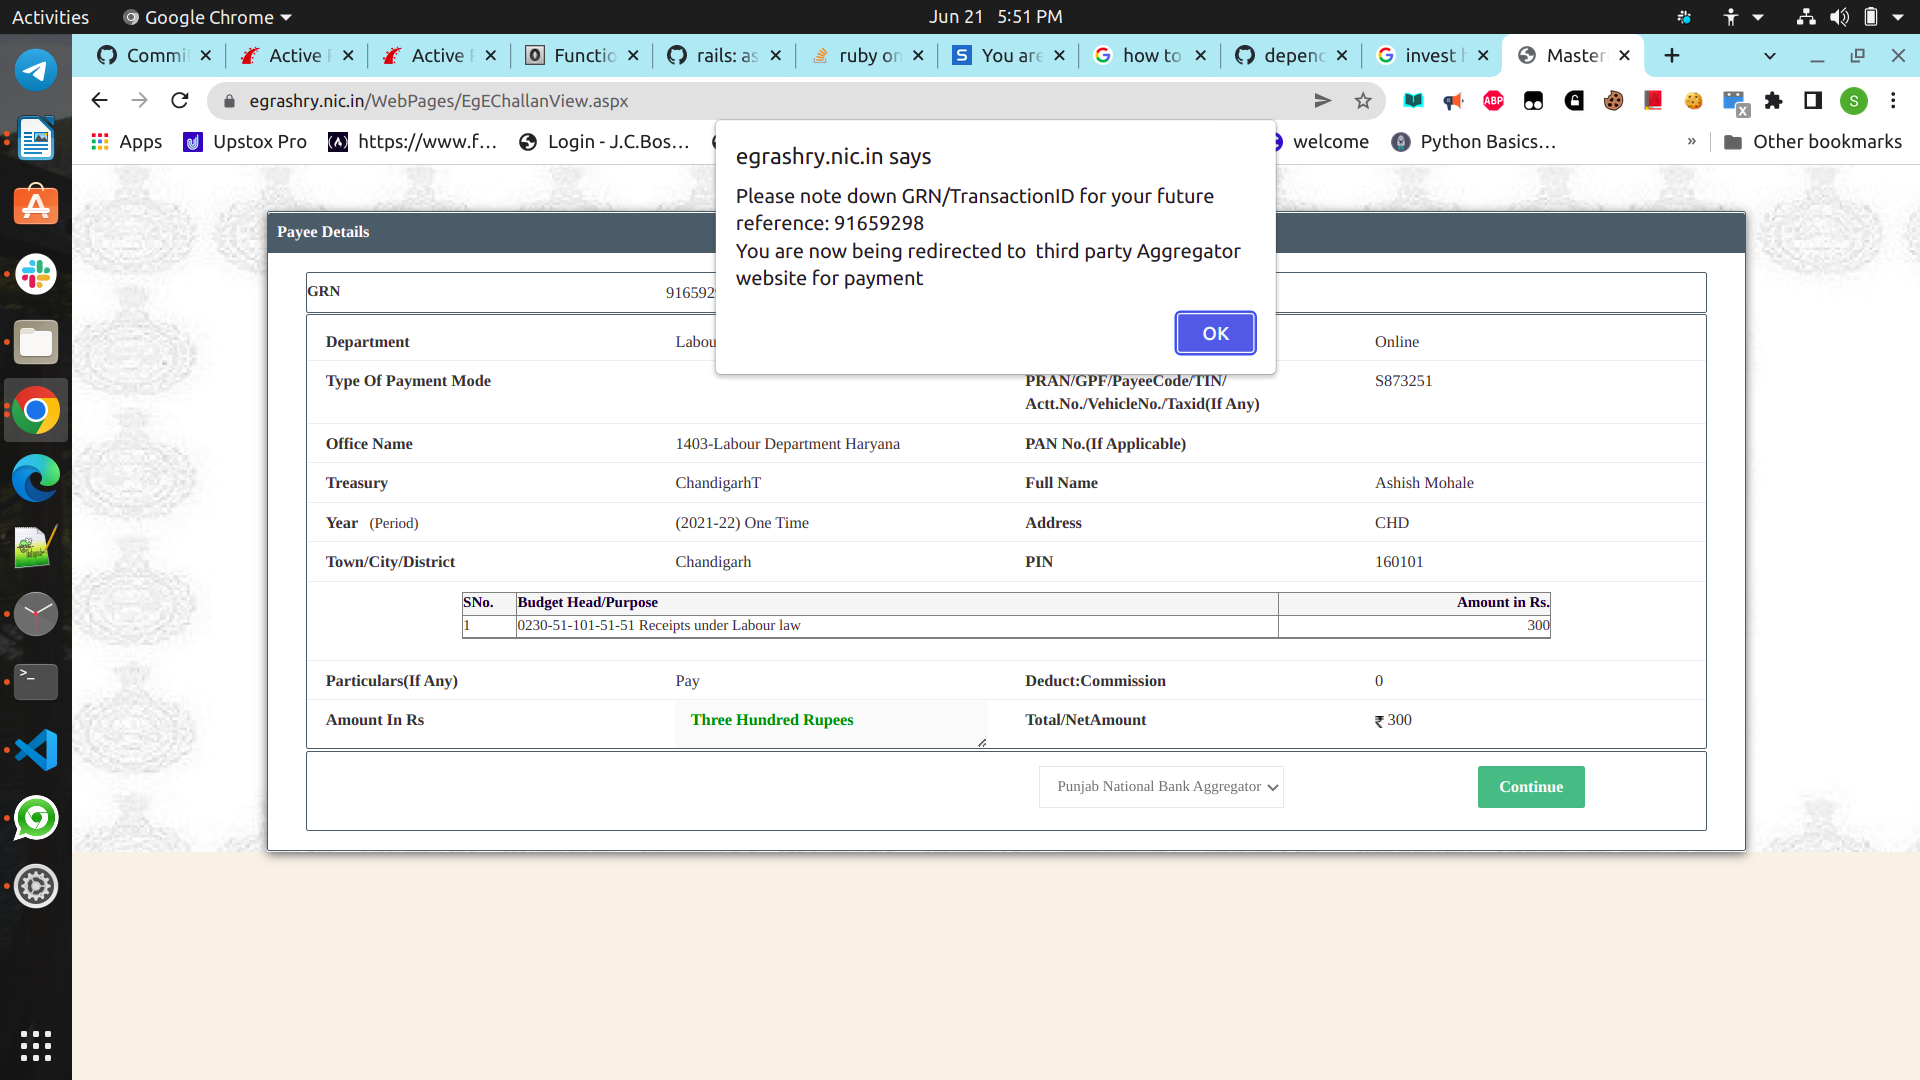 Activities
Google Chrome
Jun 21 5:51 PM
Commi
Active
Active
Functio
rails: as
ruby on
S
You are
how to
depend
invest h
Master
egrashry.nic.in/WebPages/EgEChallanView.aspx
ABP
X
S
Apps
Upstox Pro
https://www.f...
Login - J.C.Bos...
welcome
Python Basics...
»
Other bookmarks
egrashry.nic.in says
Please note down GRN/TransactionID for your future
reference: 91659298
You are now being redirected to third party Aggregator
website for payment
OK
Payee Details
GRN
9165929
Department
Labou
Online
Type Of Payment Mode
PRAN/GPF/PayeeCode/TIN/
Actt.No./VehicleNo./Taxid(If Any)
S873251
Office Name
1403-Labour Department Haryana
PAN No.(If Applicable)
Treasury
ChandigarhT
Full Name
Ashish Mohale
Year (Period)
(2021-22) One Time
Address
CHD
Town/City/District
Chandigarh
PIN
160101
SNo. Budget Head/Purpose Amount in Rs.
1 0230-51-101-51-51 Receipts under Labour law 300
Particulars(If Any)
Pay
Deduct:Commission
0
Amount In Rs
Three Hundred Rupees
Total/NetAmount
₹ 300
Punjab National Bank Aggregator
Continue